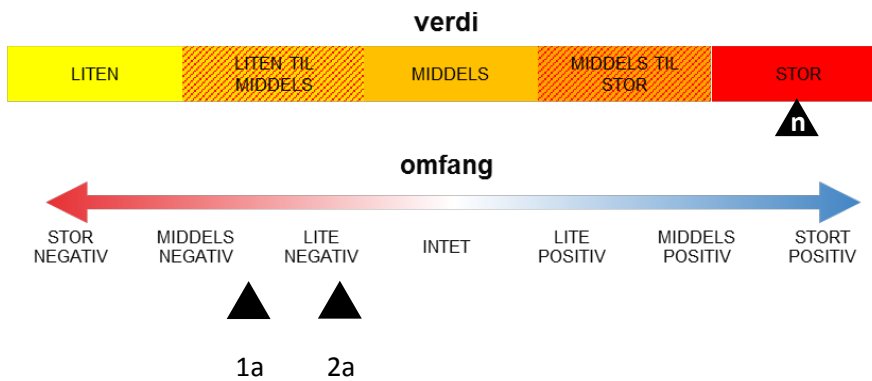 verdi
LITEN
LITEN TIL
MIDDELS
MIDDELS
MIDDELS TIL
STOR
STOR
n
omfang
STOR
NEGATIV
MIDDELS
NEGATIV
LITE
NEGATIV
INTET
LITE
POSITIV
MIDDELS
POSITIV
STORT
POSITIV
1a
2a